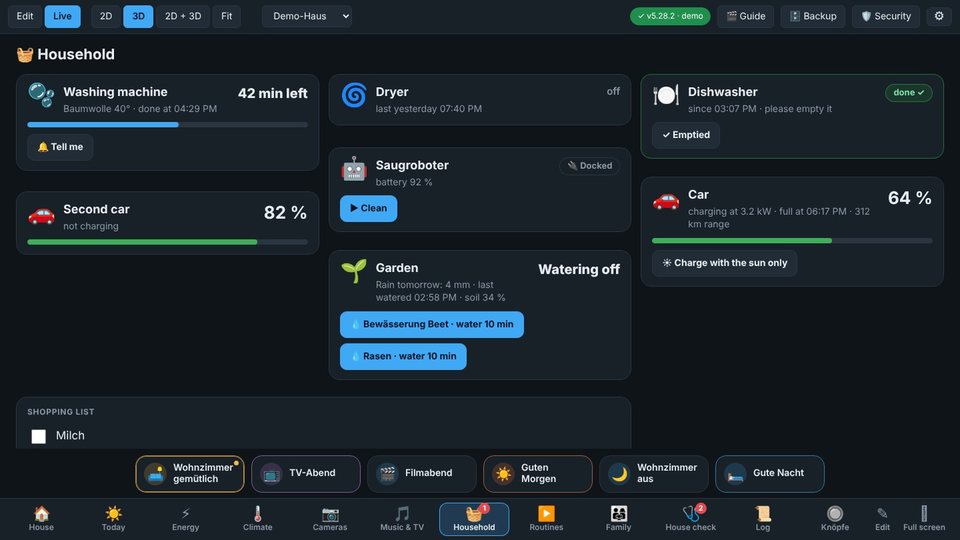 Edit Live 2D 3D 2D + 3D Fit Demo-Haus ✓ v5.28.2 · demo Guide Backup Security
Household
Washing machine
42 min left
Baumwolle 40° · done at 04:29 PM
Tell me
Second car
82 %
not charging
Dryer
off
last yesterday 07:40 PM
Saugroboter
Docked
battery 92 %
▶ Clean
Garden
Watering off
Rain tomorrow: 4 mm · last
watered 02:58 PM · soil 34 %
Bewässerung Beet · water 10 min
Rasen · water 10 min
Dishwasher
done ✓
since 03:07 PM · please empty it
✓ Emptied
Car
64 %
charging at 3.2 kW · full at 06:17 PM · 312
km range
☀ Charge with the sun only
SHOPPING LIST
Milch
Wohnzimmer
gemütlich
TV-Abend
Filmabend
Guten
Morgen
Wohnzimmer
aus
Gute Nacht
1
2
House Today Energy Climate Cameras Music & TV Household Routines Family House check Log Knöpfe Edit Full screen